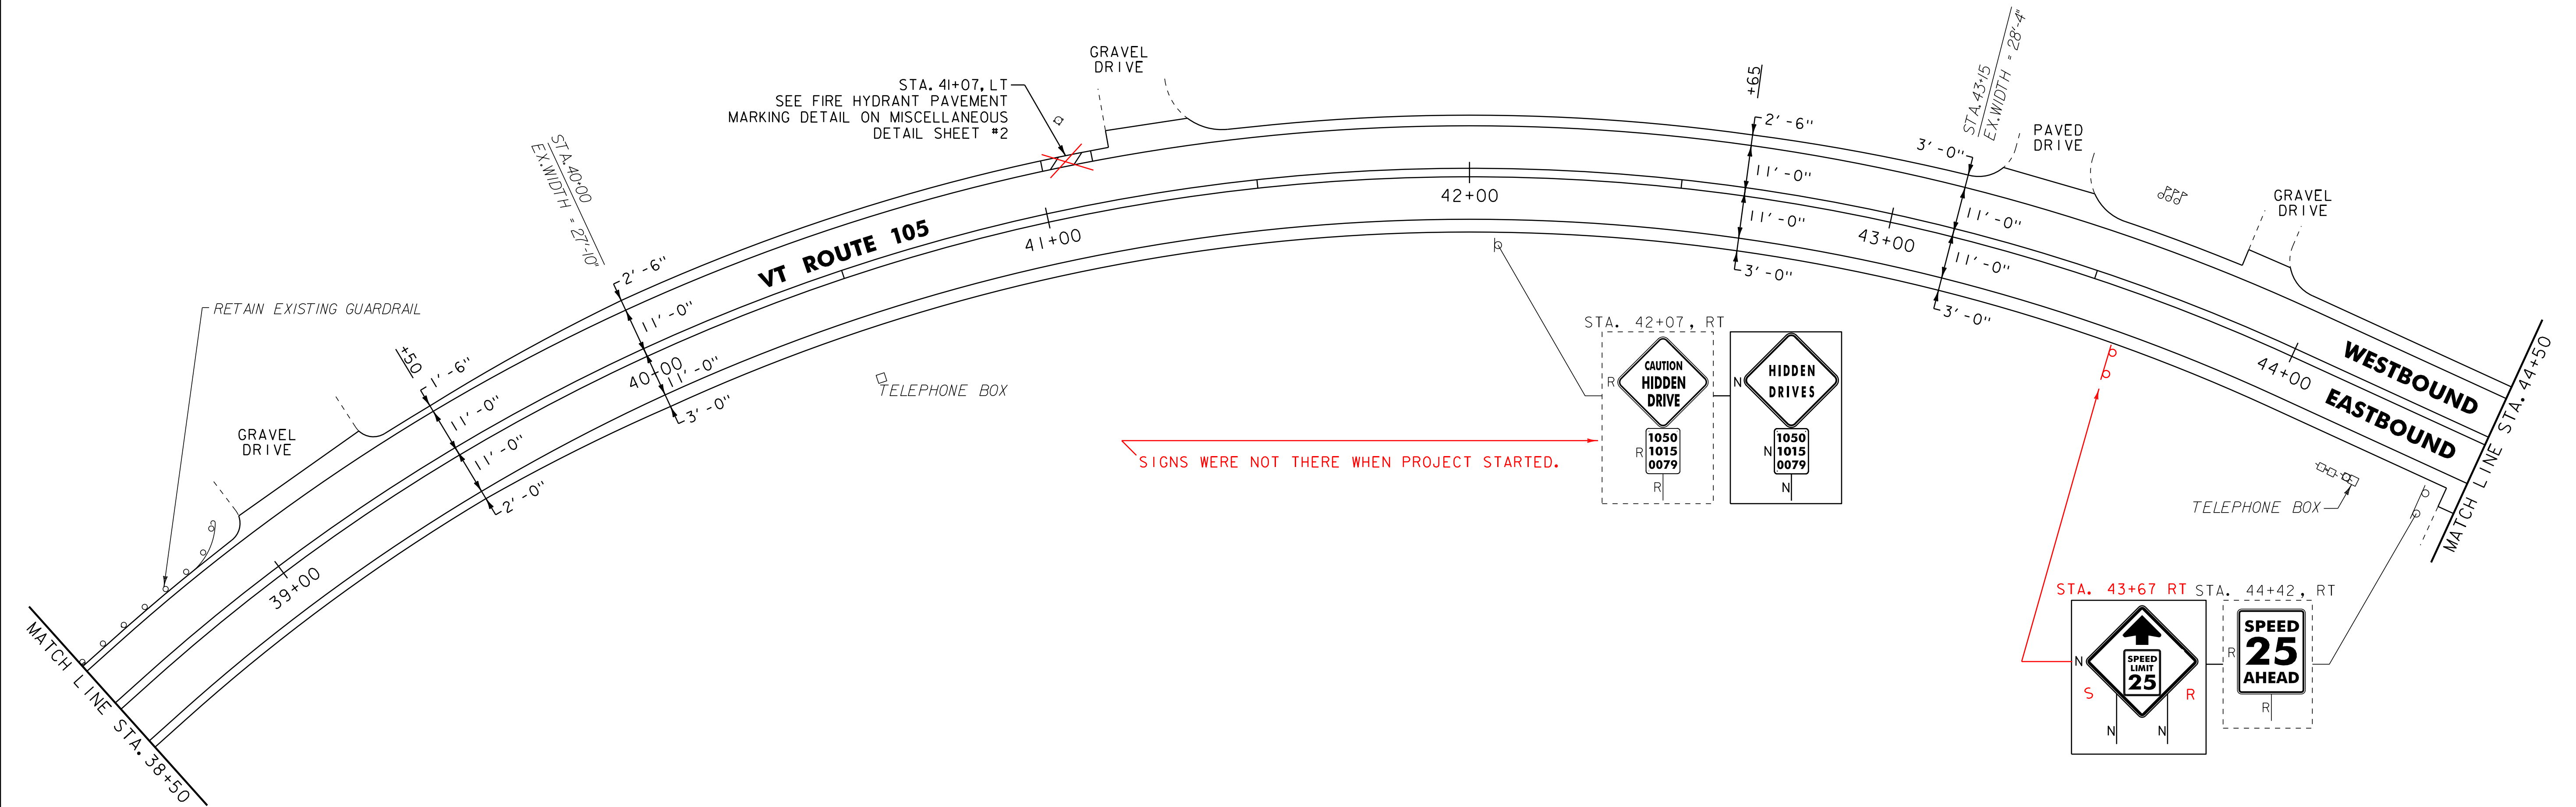 GRAVEL
DRIVE
STA. 41+07, LT
SEE FIRE HYDRANT PAVEMENT
MARKING DETAIL ON MISCELLANEOUS
DETAIL SHEET #2
+65
2'-6"
11'-0"
11'-0"
3'-0"
STA. 43+15
EX. WIDTH = 28'-4"
3'-0"
11'-0"
11'-0"
3'-0"
PAVED
DRIVE
GRAVEL
DRIVE
STA. 40+00
EX. WIDTH = 27'-10"
2'-6"
11'-0"
11'-0"
3'-0"
VT ROUTE 105
39+00
40+00
41+00
42+00
43+00
44+00
RETAIN EXISTING GUARDRAIL
+50
1'-6"
11'-0"
11'-0"
2'-0"
GRAVEL
DRIVE
TELEPHONE BOX
WESTBOUND
EASTBOUND
MATCH LINE STA. 44+50
STA. 42+07, RT
R
CAUTION
HIDDEN
DRIVE
R
1050
1015
0079
R
N
HIDDEN
DRIVES
N
1050
1015
0079
N
SIGNS WERE NOT THERE WHEN PROJECT STARTED.
TELEPHONE BOX
STA. 43+67 RT
N
SPEED
LIMIT
25
S
R
N
N
STA. 44+42, RT
R
SPEED
25
AHEAD
R
MATCH LINE STA. 38+50